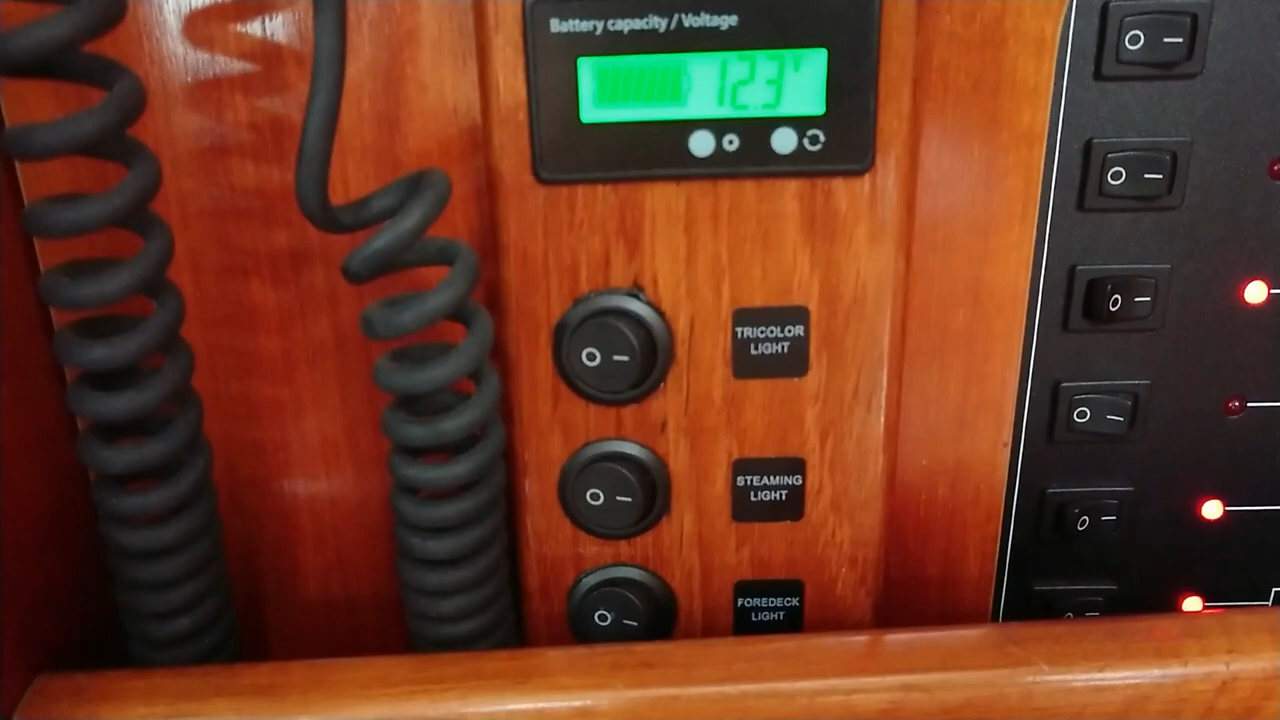 Battery capacity / Voltage
12.3V
TRICOLOR
LIGHT
STEAMING
LIGHT
FOREDECK
LIGHT